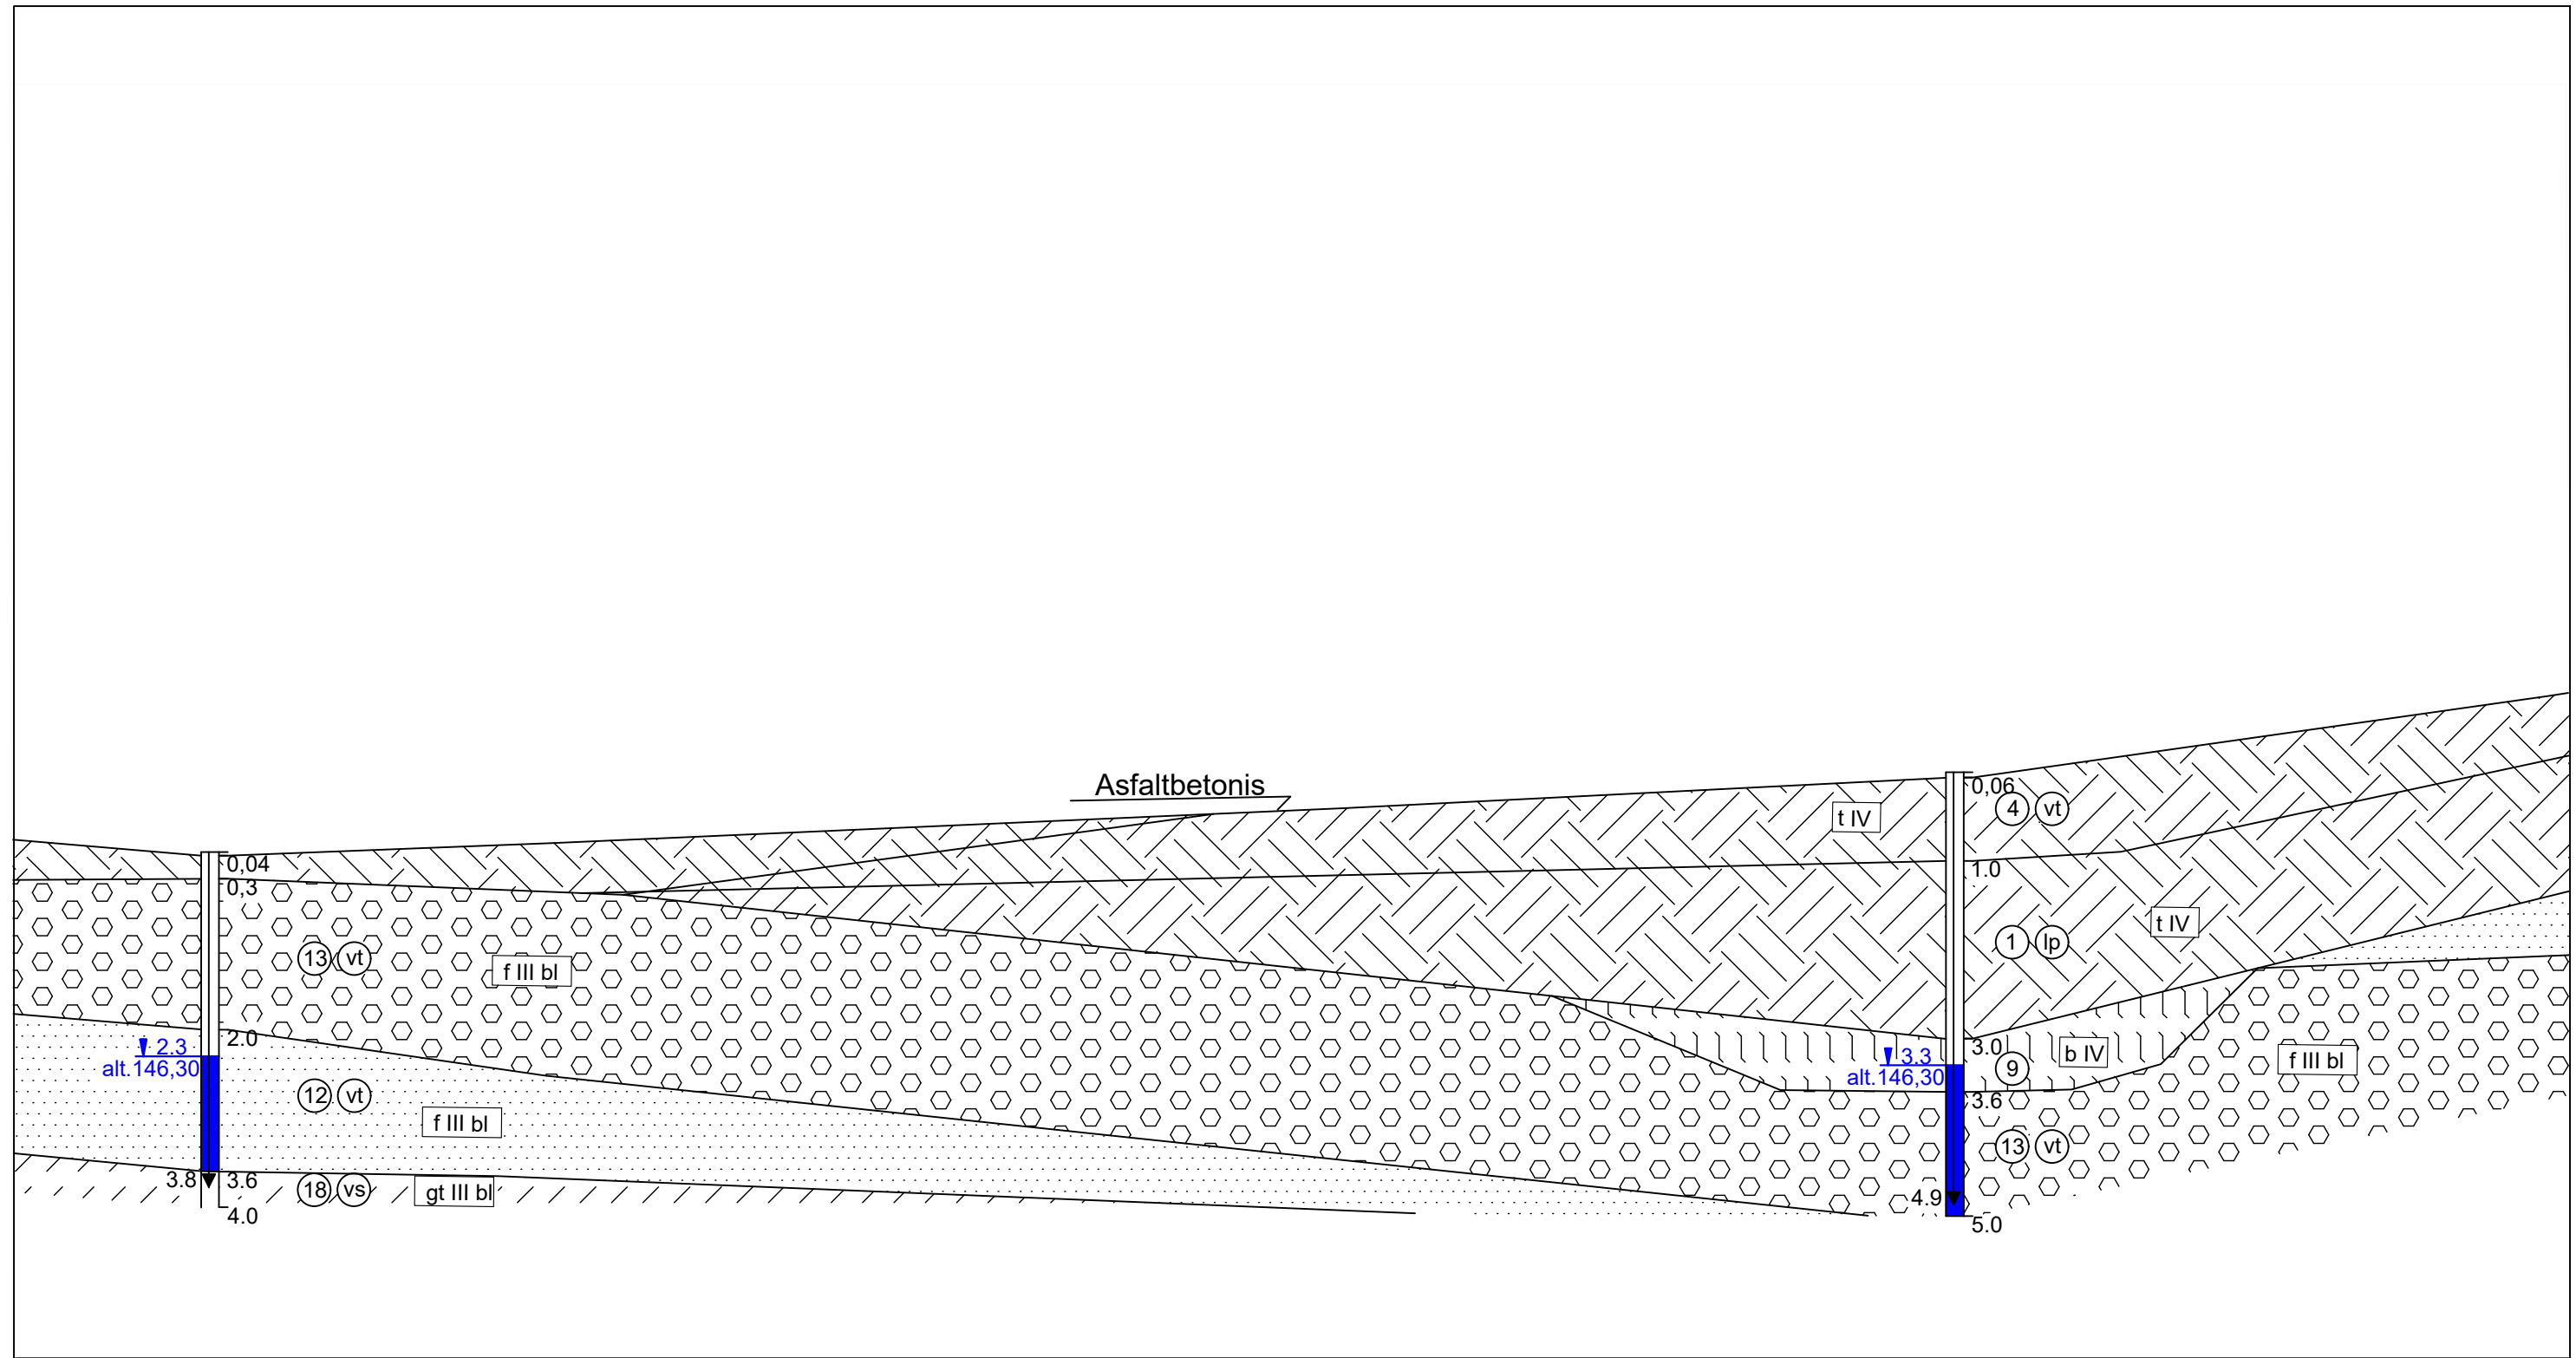 Asfaltbetonis
0,06
4 vt
t IV
0,04
0,3
1.0
t IV
1 lp
13 vt
f III bl
2.0
2.3
alt.146,30
3.0
b IV
3.3
alt.146,30
9
f III bl
12 vt
3.6
f III bl
13 vt
3.8
3.6
18 vs
gt III bl
4.9
4.0
5.0